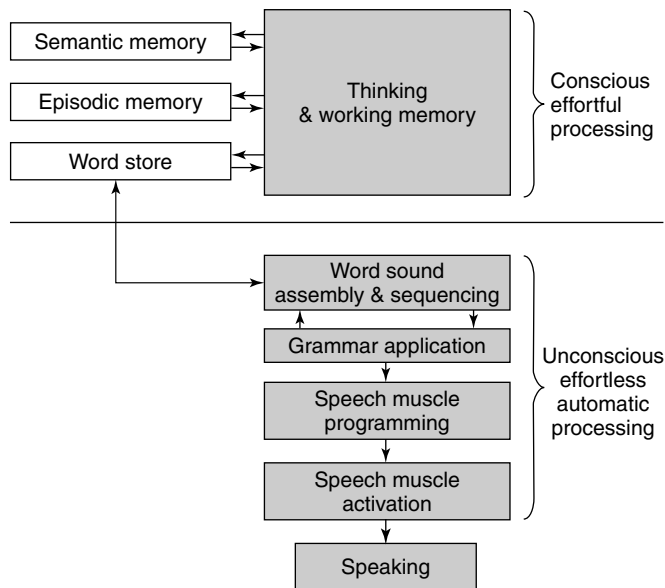 Semantic memory
Episodic memory
Word store
Thinking
& working memory
Conscious
effortful
processing
Word sound
assembly & sequencing
Grammar application
Speech muscle
programming
Speech muscle
activation
Speaking
Unconscious
effortless
automatic
processing